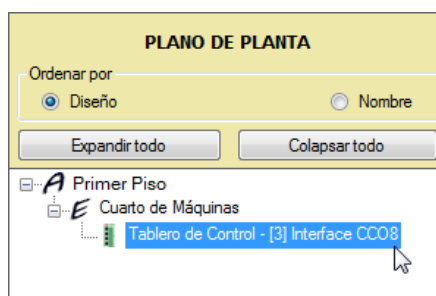 PLANO DE PLANTA
Ordenar por
Diseño Nombre
Expandir todo Colapsar todo
A Primer Piso
E Cuarto de Máquinas
Tablero de Control - [3] Interface CCO8